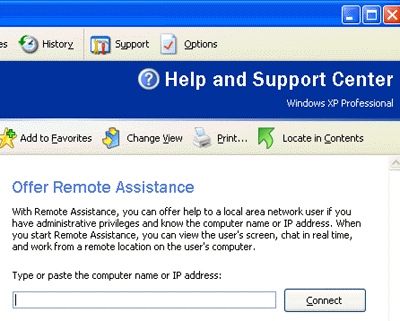 es History Support Options
Help and Support Center
Windows XP Professional
Add to Favorites Change View Print... Locate in Contents
Offer Remote Assistance
With Remote Assistance, you can offer help to a local area network user if you
have administrative privileges and know the computer name or IP address. When
you start Remote Assistance, you can view the user's screen, chat in real time,
and work from a remote location on the user's computer.
Type or paste the computer name or IP address:
Connect